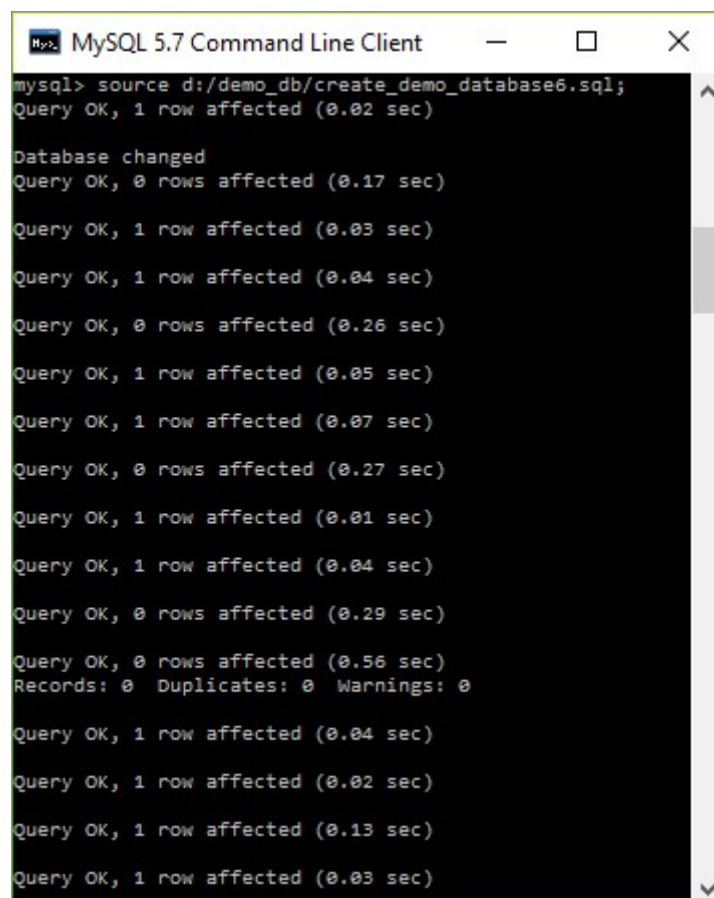 MySQL 5.7 Command Line Client
mysql> source d:/demo_db/create_demo_database6.sql;
Query OK, 1 row affected (0.02 sec)
Database changed
Query OK, 0 rows affected (0.17 sec)
Query OK, 1 row affected (0.03 sec)
Query OK, 1 row affected (0.04 sec)
Query OK, 0 rows affected (0.26 sec)
Query OK, 1 row affected (0.05 sec)
Query OK, 1 row affected (0.07 sec)
Query OK, 0 rows affected (0.27 sec)
Query OK, 1 row affected (0.01 sec)
Query OK, 1 row affected (0.04 sec)
Query OK, 0 rows affected (0.29 sec)
Query OK, 0 rows affected (0.56 sec)
Records: 0  Duplicates: 0  Warnings: 0
Query OK, 1 row affected (0.04 sec)
Query OK, 1 row affected (0.02 sec)
Query OK, 1 row affected (0.13 sec)
Query OK, 1 row affected (0.03 sec)